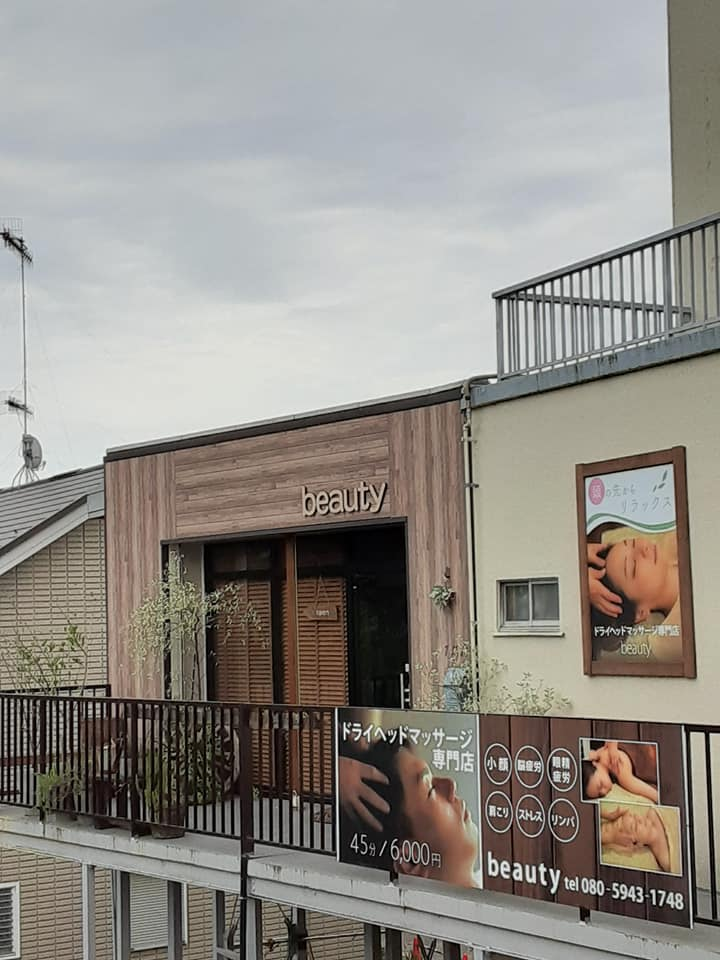 beauty
頭の先から
リラックス
ドライヘッドマッサージ専門店
beauty
ドライヘッドマッサージ
専門店
45分/6,000円
小顔
脳疲労
眼精
疲労
肩こり
ストレス
リンパ
beauty tel 080-5943-1748